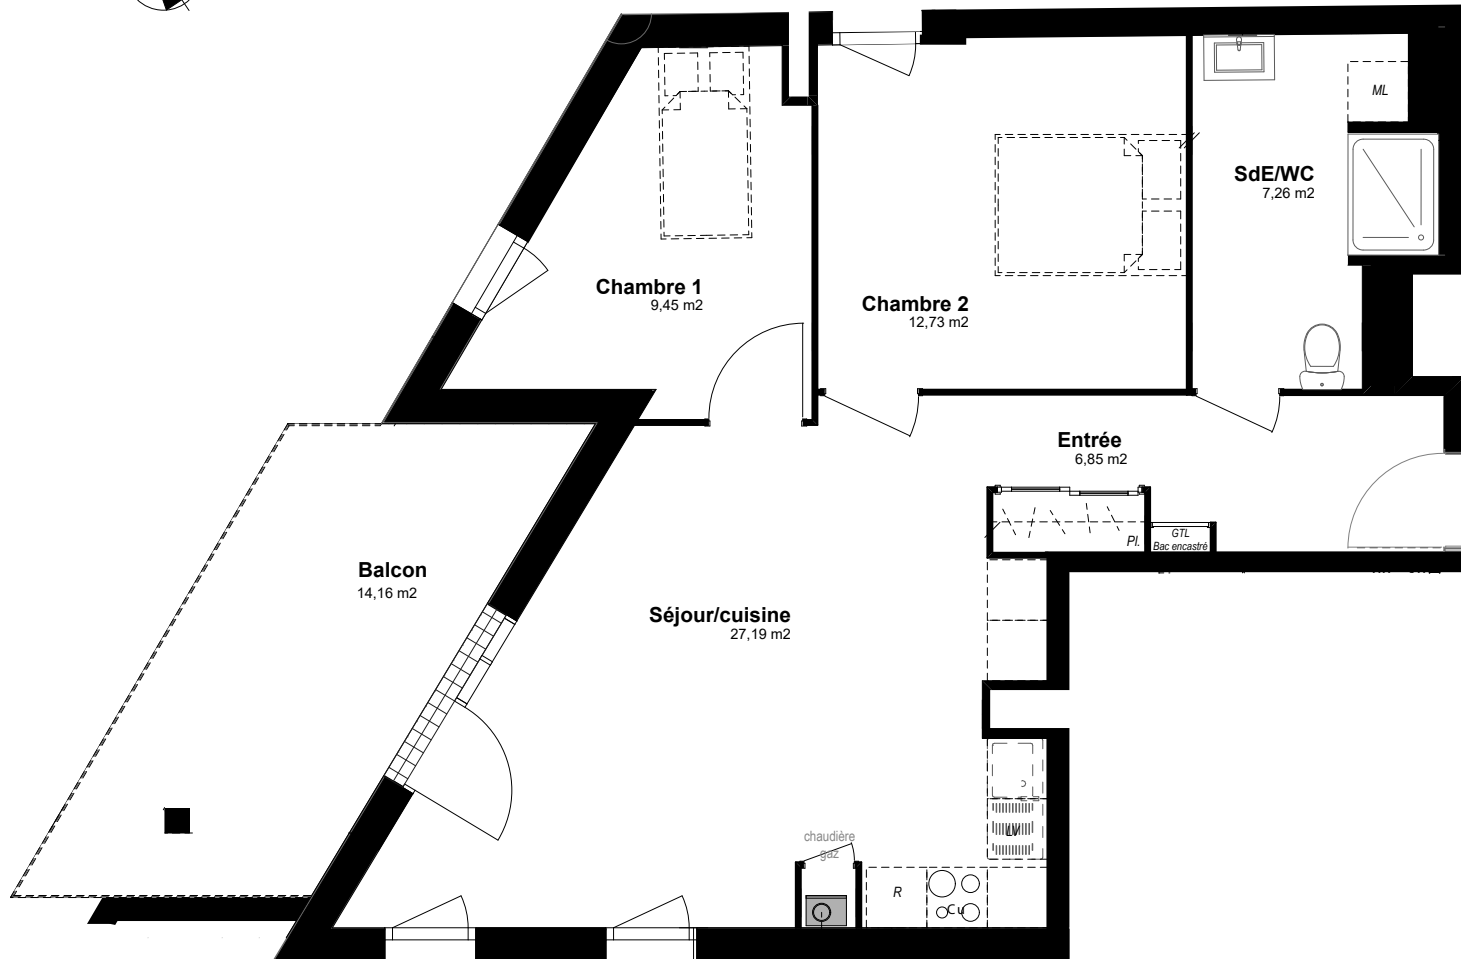 ML
SdE/WC
7,26 m2
Chambre 1
9,45 m2
Chambre 2
12,73 m2
Entrée
6,85 m2
Pl.
GTL
Bac encastré
Balcon
14,16 m2
Séjour/cuisine
27,19 m2
chaudière
gaz
LV
R
Cu